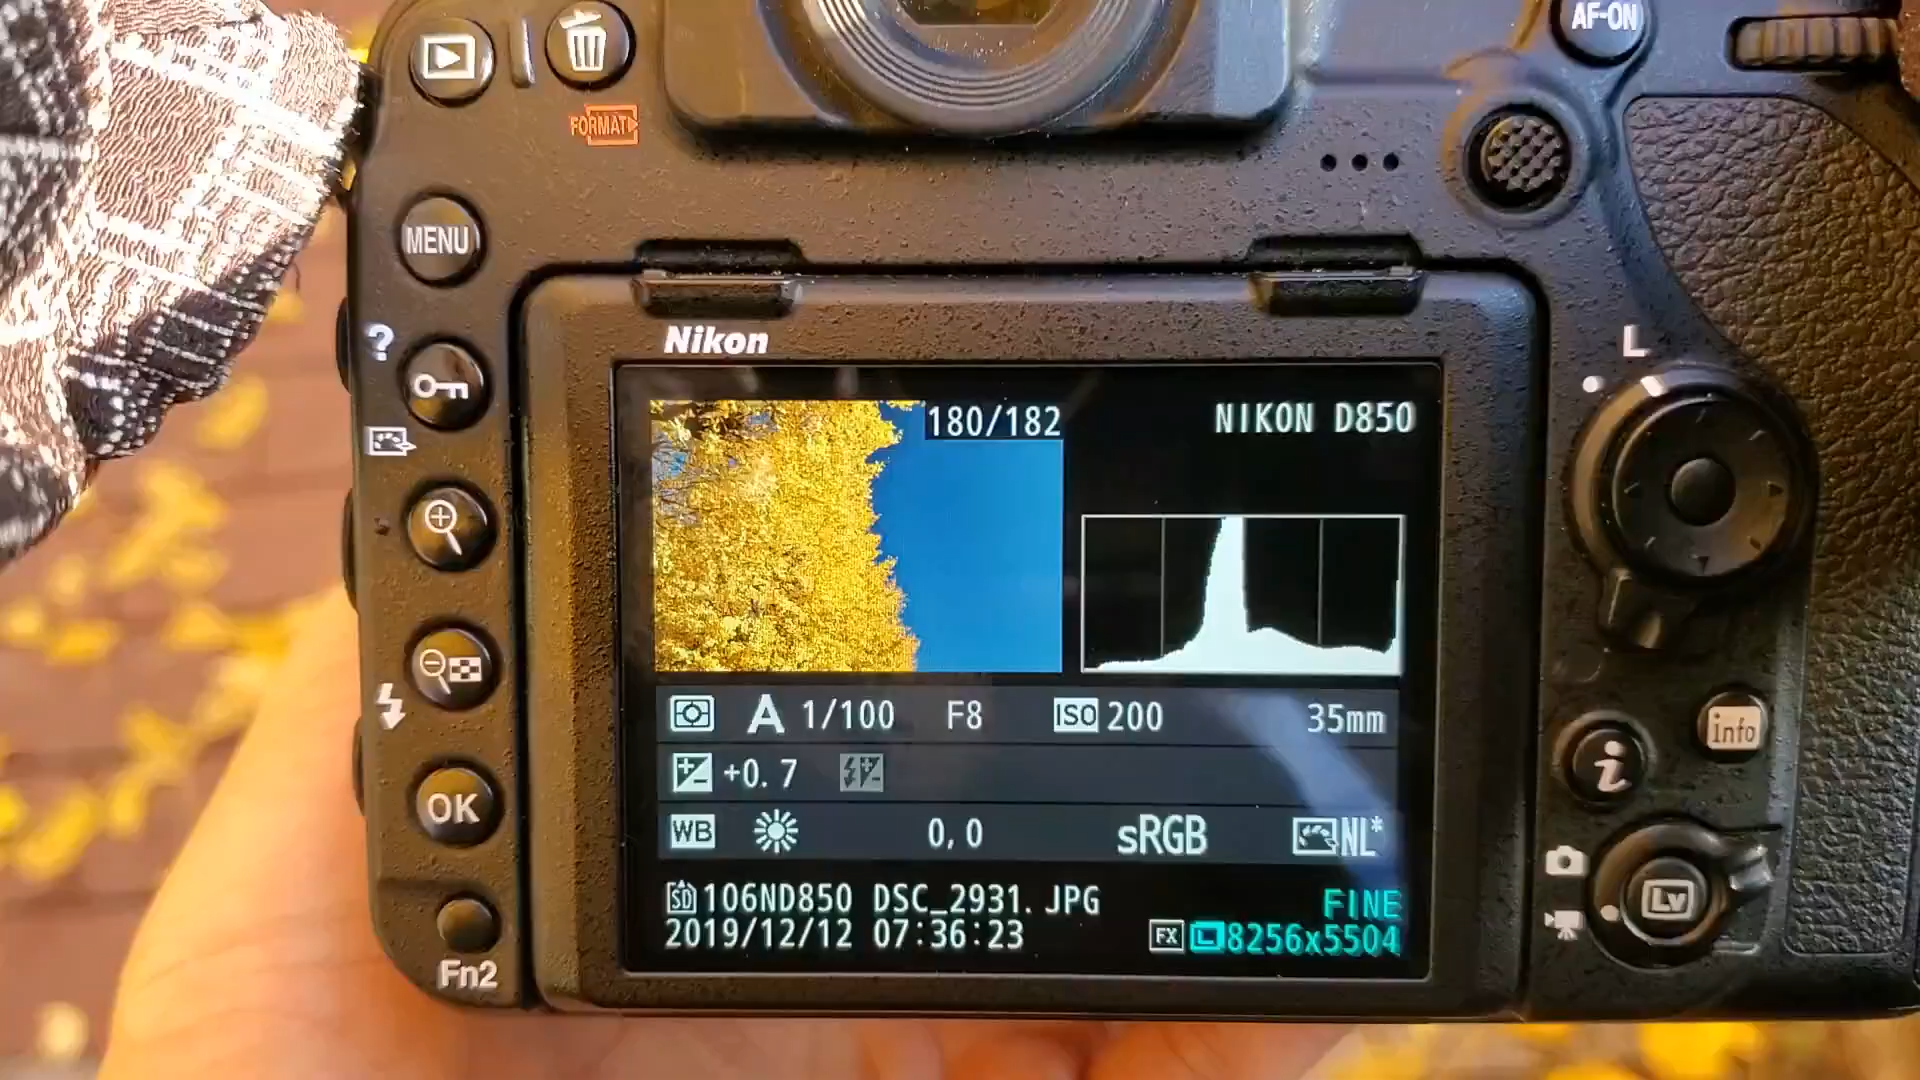 AF-ON
FORMAT
MENU
?
L
Nikon
180/182
NIKON D850
A 1/100 F8 ISO 200 35mm
+0. 7
WB 0, 0 sRGB NL*
SD 106ND850 DSC_2931. JPG FINE
2019/12/12 07:36:23 FX L 8256x5504
OK
i
info
Lv
Fn2